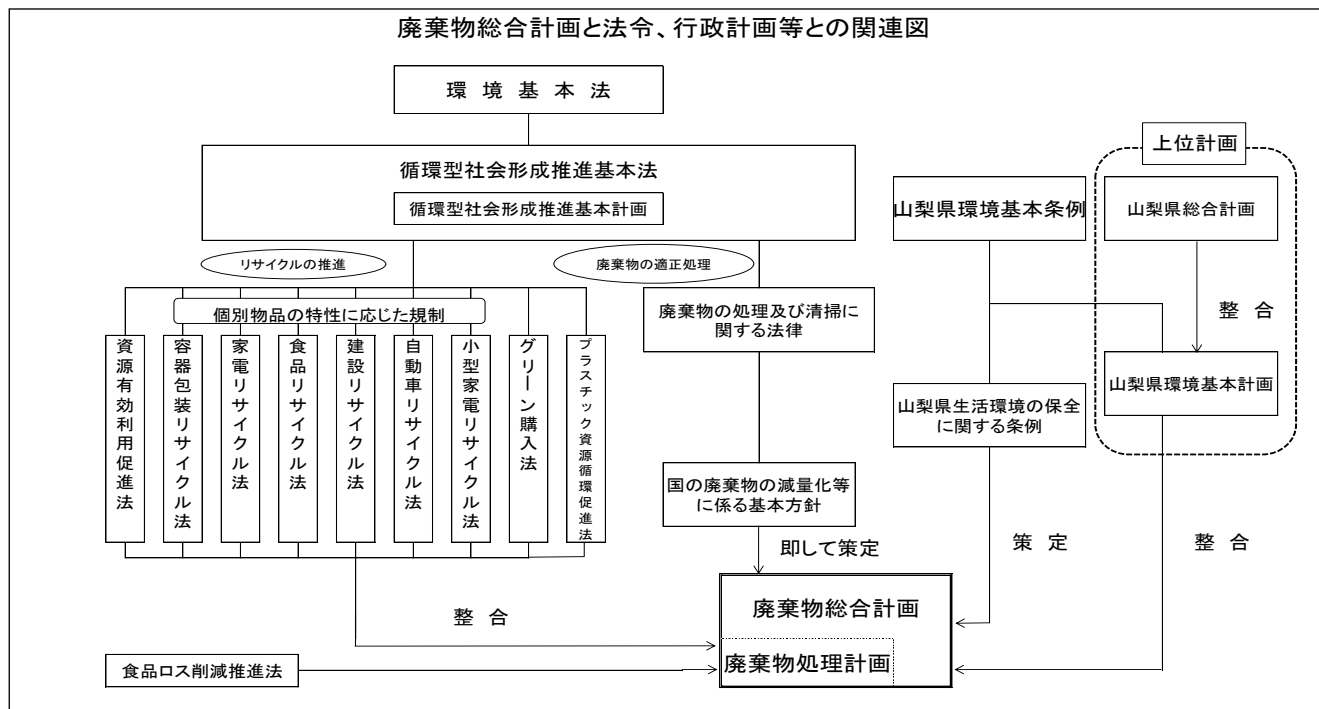 廃棄物総合計画と法令、行政計画等との関連図
環 境 基 本 法
循環型社会形成推進基本法
循環型社会形成推進基本計画
上位計画
山梨県環境基本条例
山梨県総合計画
リサイクルの推進
廃棄物の適正処理
個別物品の特性に応じた規制
廃棄物の処理及び清掃に
関する法律
整 合
資源有効利用促進法
容器包装リサイクル法
家電リサイクル法
食品リサイクル法
建設リサイクル法
自動車リサイクル法
小型家電リサイクル法
グリーン購入法
プラスチック資源循環促進法
山梨県環境基本計画
山梨県生活環境の保全
に関する条例
国の廃棄物の減量化等
に係る基本方針
即して策定
策 定
整 合
整 合
廃棄物総合計画
廃棄物処理計画
食品ロス削減推進法